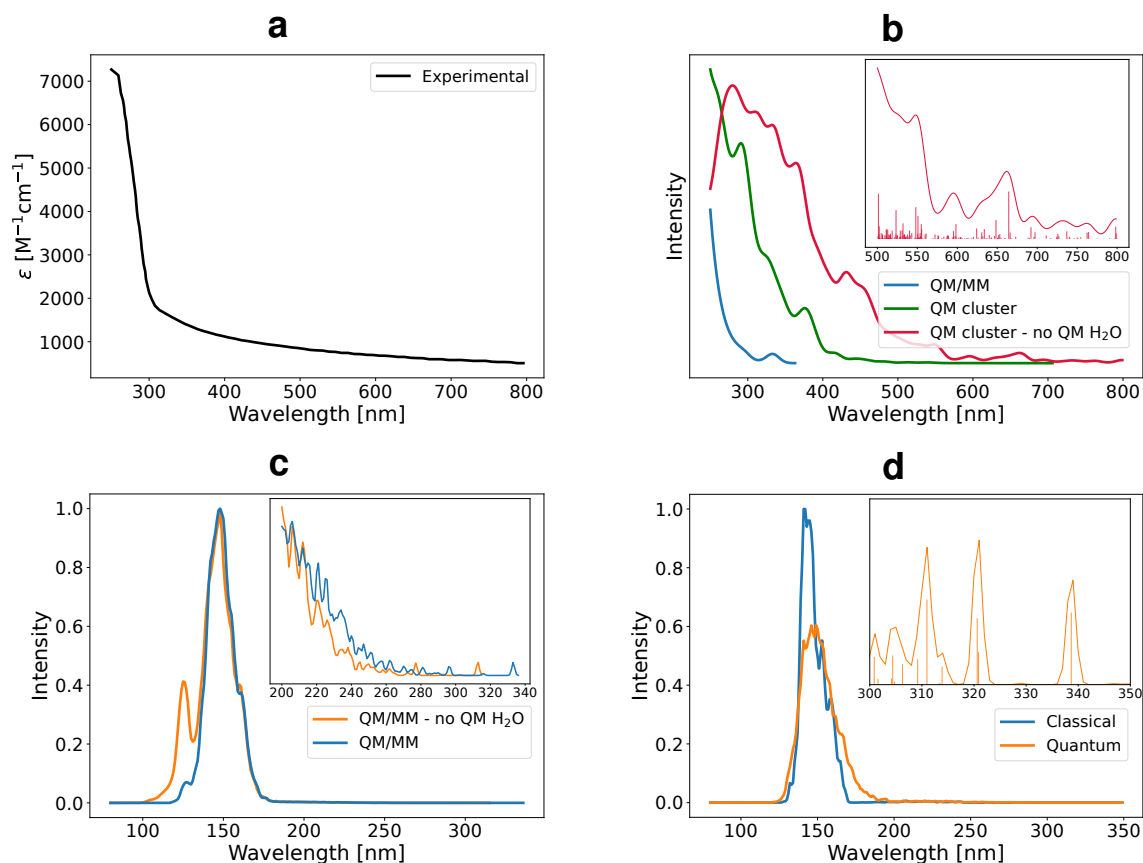 a
Experimental
7000
6000
5000
4000
3000
2000
1000
ε [M⁻¹cm⁻¹]
300 400 500 600 700 800
Wavelength [nm]
b
Intensity
500 550 600 650 700 750 800
QM/MM
QM cluster
QM cluster - no QM H₂O
300 400 500 600 700 800
Wavelength [nm]
c
Intensity
1.0
0.8
0.6
0.4
0.2
0.0
200 220 240 260 280 300 320 340
QM/MM - no QM H₂O
QM/MM
100 150 200 250 300
Wavelength [nm]
d
Intensity
1.0
0.8
0.6
0.4
0.2
0.0
300 310 320 330 340 350
Classical
Quantum
100 150 200 250 300 350
Wavelength [nm]